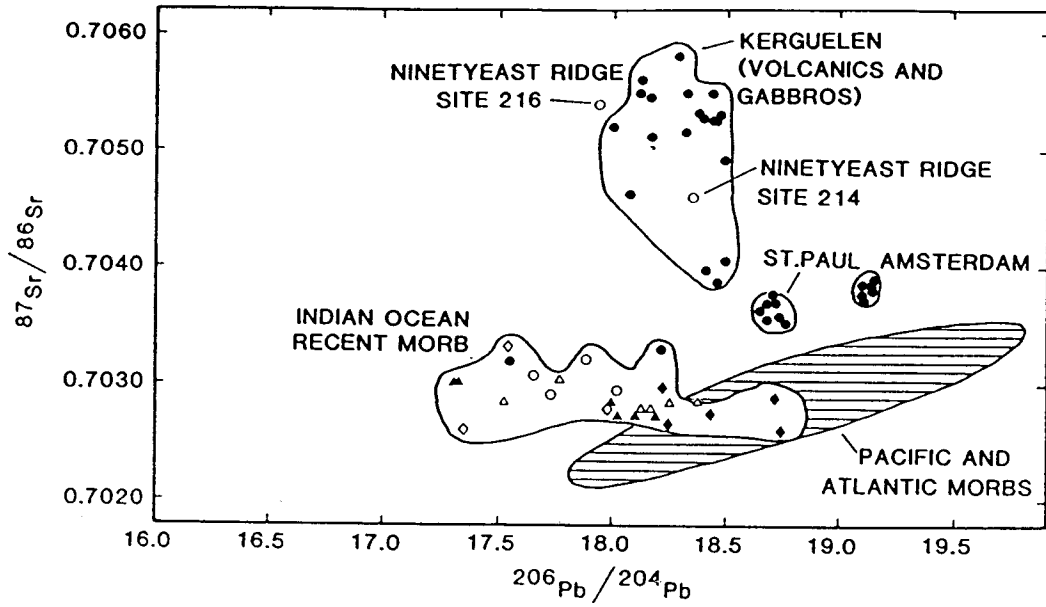 0.7060
0.7050
0.7040
0.7030
0.7020
87Sr/86Sr
KERGUELEN
(VOLCANICS AND
GABBROS)
NINETYEAST RIDGE
SITE 216
NINETYEAST RIDGE
SITE 214
ST.PAUL AMSTERDAM
INDIAN OCEAN
RECENT MORB
PACIFIC AND
ATLANTIC MORBS
16.0 17.0 17.5 18.0 18.5 19.0 19.5
206Pb/204Pb